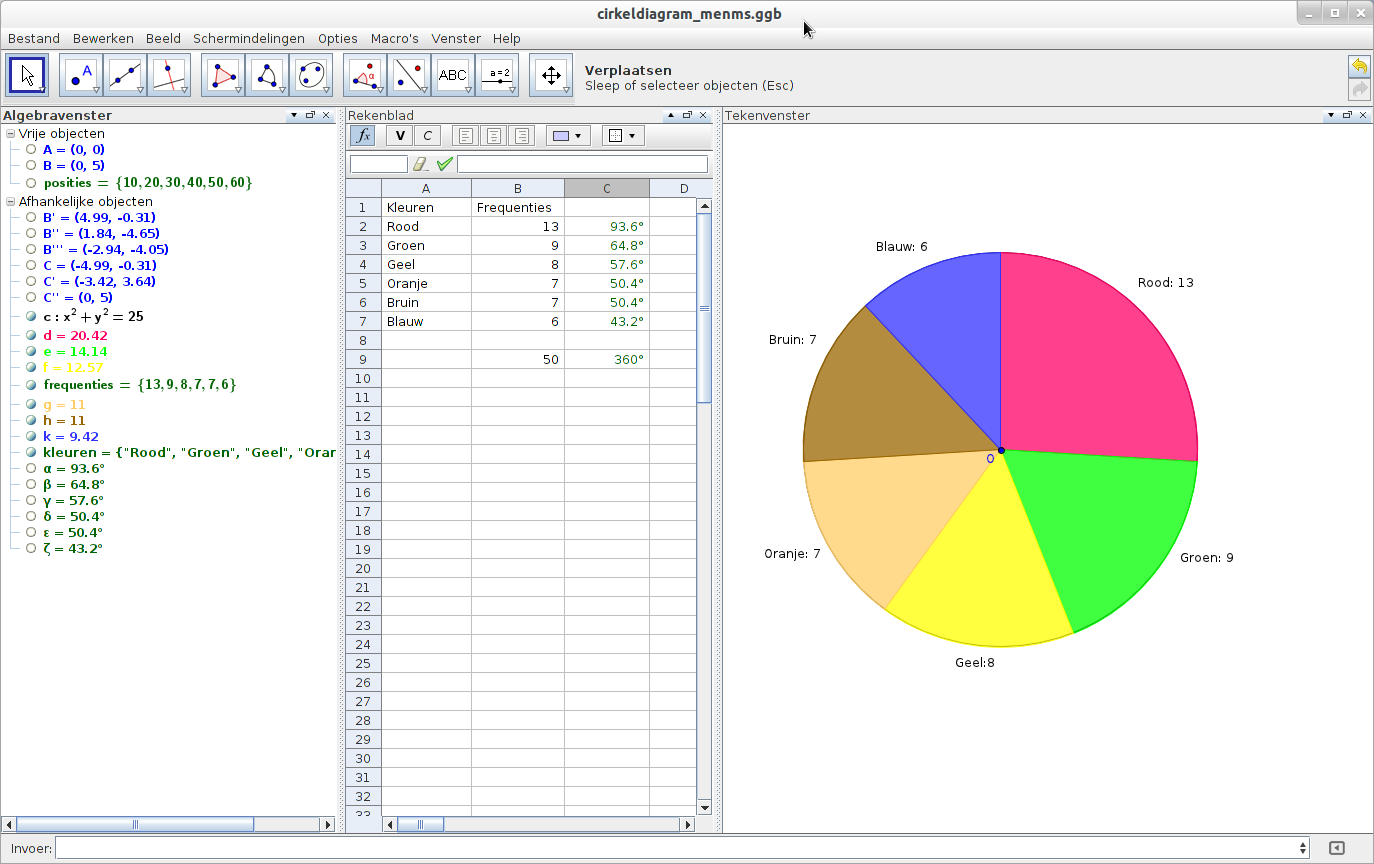 cirkeldiagram_menms.ggb
Bestand Bewerken Beeld Schermindelingen Opties Macro's Venster Help
A α ABC a=2
Verplaatsen
Sleep of selecteer objecten (Esc)
Algebravenster
Vrije objecten
A = (0, 0)
B = (0, 5)
posities = {10,20,30,40,50,60}
Afhankelijke objecten
B' = (4.99, -0.31)
B'' = (1.84, -4.65)
B''' = (-2.94, -4.05)
C = (-4.99, -0.31)
C' = (-3.42, 3.64)
C'' = (0, 5)
c : x² + y² = 25
d = 20.42
e = 14.14
f = 12.57
frequenties = {13,9,8,7,7,6}
g = 11
h = 11
k = 9.42
kleuren = {"Rood", "Groen", "Geel", "Orar
α = 93.6°
β = 64.8°
γ = 57.6°
δ = 50.4°
ε = 50.4°
ζ = 43.2°
Rekenblad
fx V C
A B C D
1 Kleuren Frequenties
2 Rood 13 93.6°
3 Groen 9 64.8°
4 Geel 8 57.6°
5 Oranje 7 50.4°
6 Bruin 7 50.4°
7 Blauw 6 43.2°
8
9 50 360°
10
11
12
13
14
15
16
17
18
19
20
21
22
23
24
25
26
27
28
29
30
31
32
33
Tekenvenster
Blauw: 6
Rood: 13
Bruin: 7
O
Oranje: 7
Groen: 9
Geel:8
Invoer: